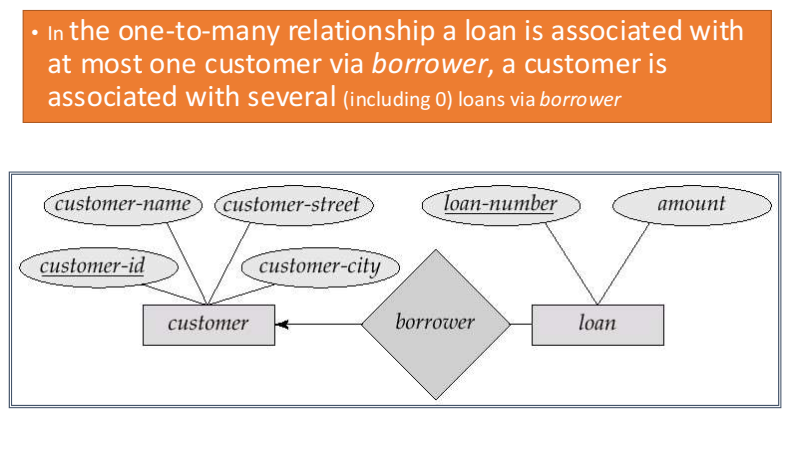 • In the one-to-many relationship a loan is associated with
at most one customer via borrower, a customer is
associated with several (including 0) loans via borrower
customer-name customer-street loan-number amount
customer-id customer-city
customer borrower loan